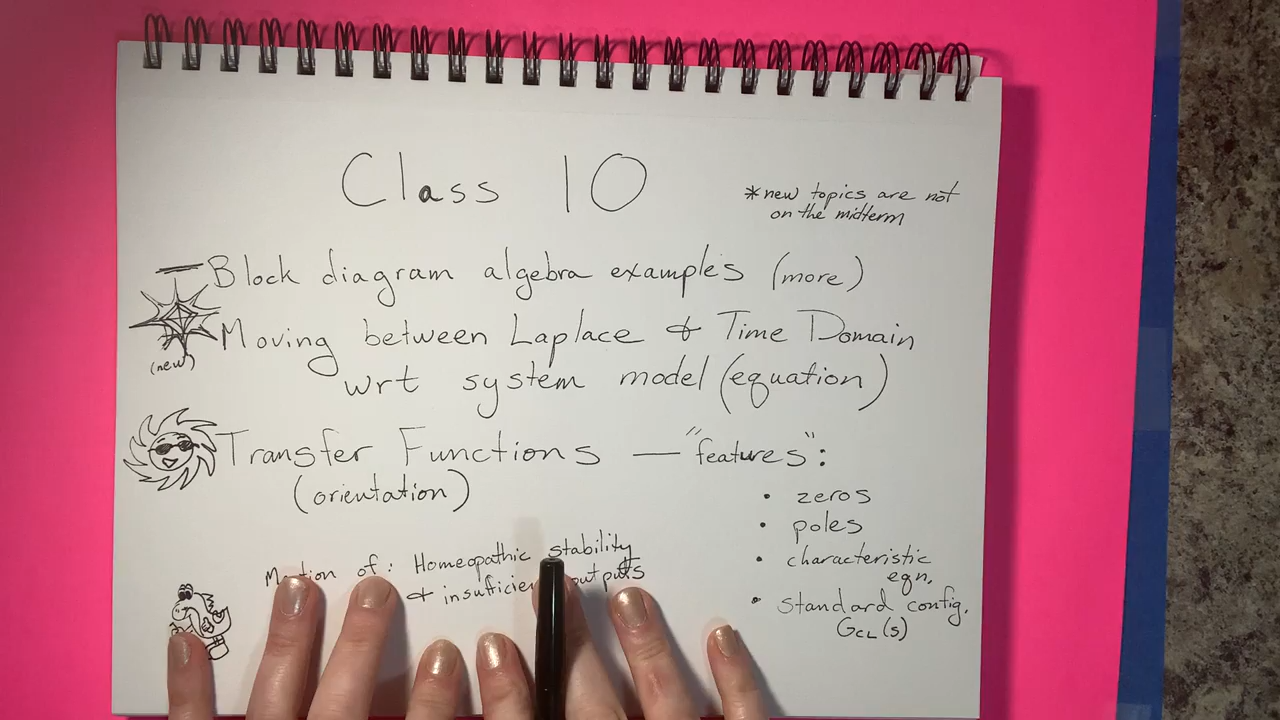 Class 10
*new topics are not
on the midterm
Block diagram algebra examples (more)
(new)
Moving between Laplace & Time Domain
wrt system model (equation)
Transfer Functions — "features":
(orientation)
• zeros
• poles
• characteristic
eqn.
• standard config.
GCL(s)
of: Homeopathic stability
& outputs